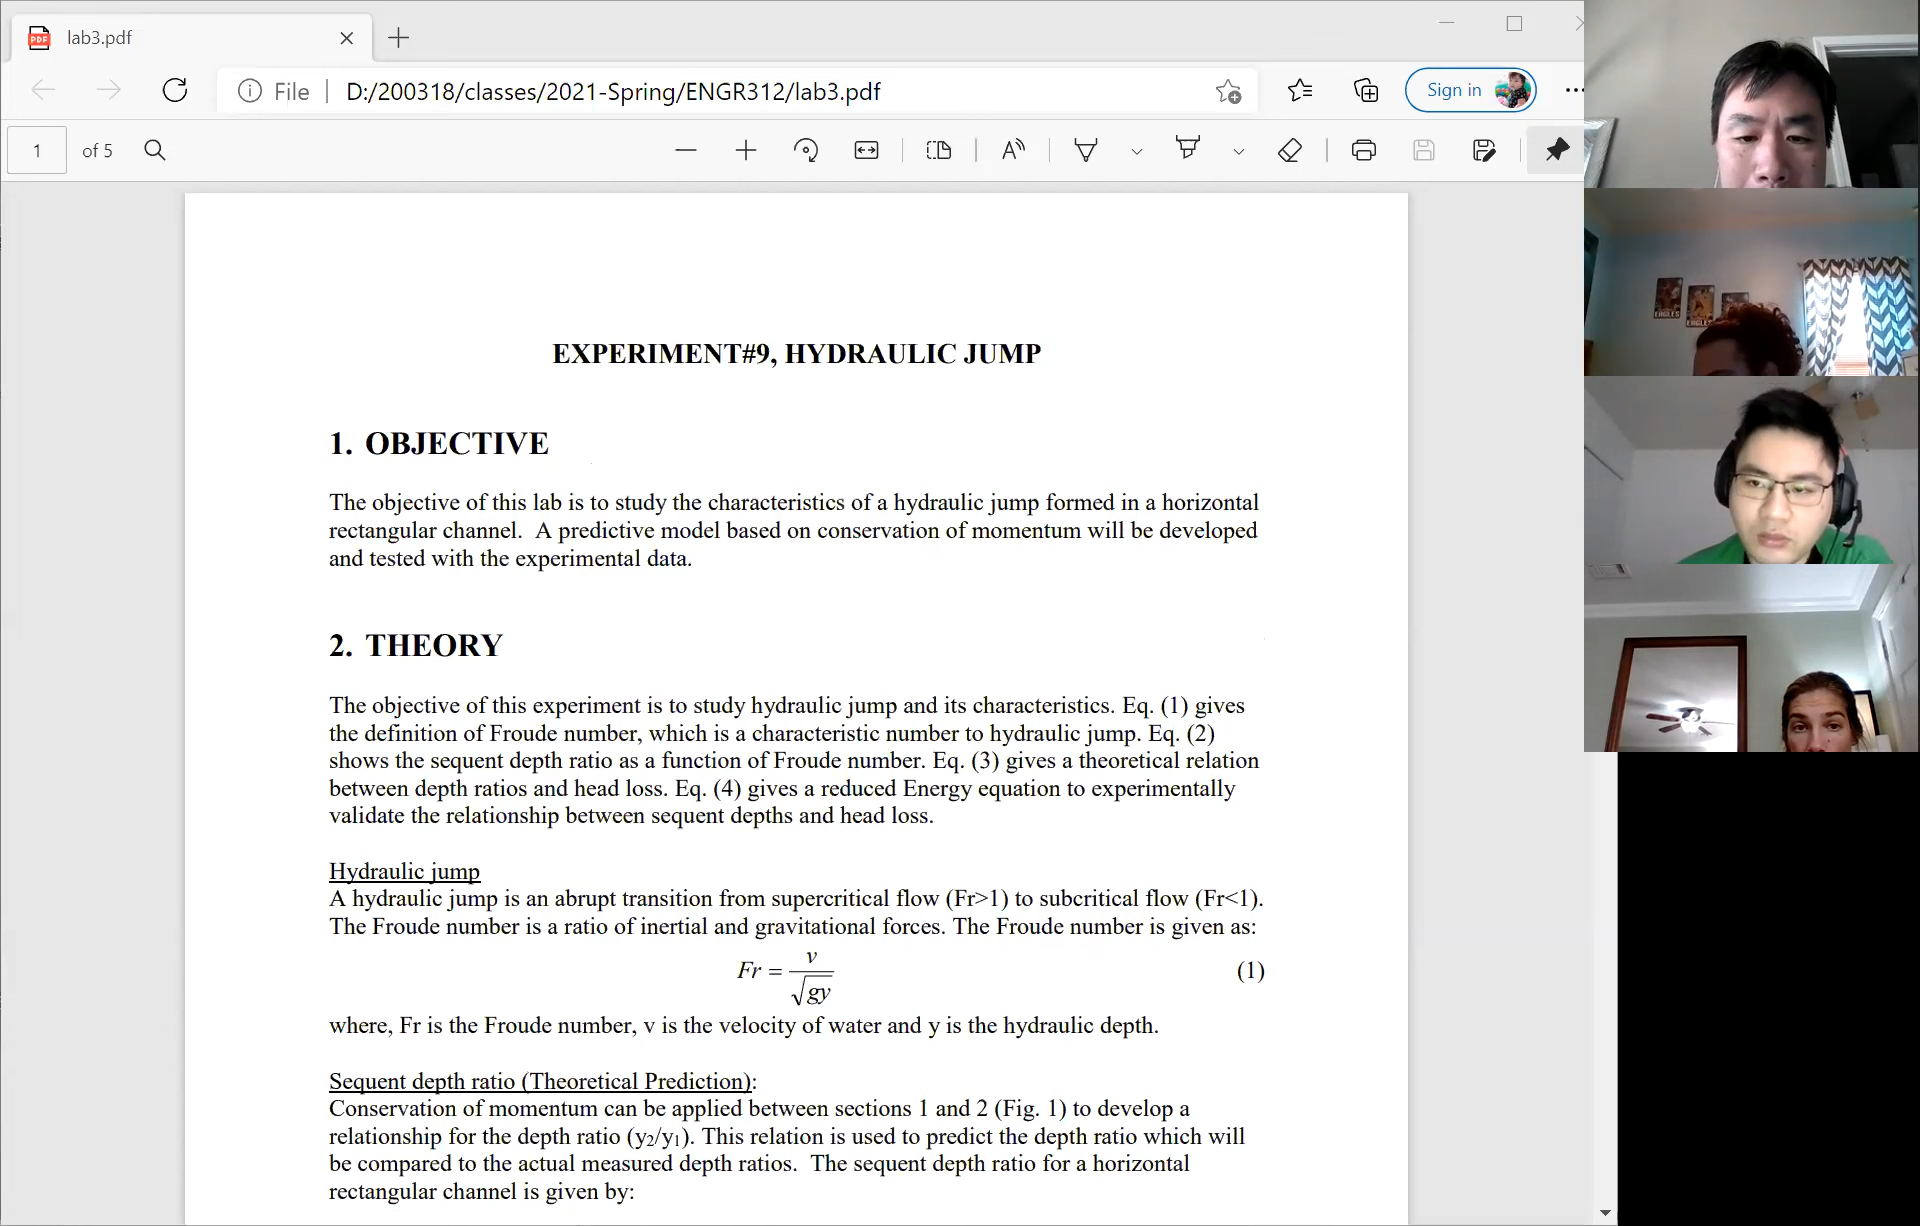 lab3.pdf
File
D:/200318/classes/2021-Spring/ENGR312/lab3.pdf
Sign in
1 of 5
EXPERIMENT#9, HYDRAULIC JUMP
1. OBJECTIVE
The objective of this lab is to study the characteristics of a hydraulic jump formed in a horizontal
rectangular channel. A predictive model based on conservation of momentum will be developed
and tested with the experimental data.
2. THEORY
The objective of this experiment is to study hydraulic jump and its characteristics. Eq. (1) gives
the definition of Froude number, which is a characteristic number to hydraulic jump. Eq. (2)
shows the sequent depth ratio as a function of Froude number. Eq. (3) gives a theoretical relation
between depth ratios and head loss. Eq. (4) gives a reduced Energy equation to experimentally
validate the relationship between sequent depths and head loss.
Hydraulic jump
A hydraulic jump is an abrupt transition from supercritical flow (Fr>1) to subcritical flow (Fr<1).
The Froude number is a ratio of inertial and gravitational forces. The Froude number is given as:
Fr = v / √gy (1)
where, Fr is the Froude number, v is the velocity of water and y is the hydraulic depth.
Sequent depth ratio (Theoretical Prediction):
Conservation of momentum can be applied between sections 1 and 2 (Fig. 1) to develop a
relationship for the depth ratio (y₂/y₁). This relation is used to predict the depth ratio which will
be compared to the actual measured depth ratios. The sequent depth ratio for a horizontal
rectangular channel is given by:
EAGLES
EAGLES